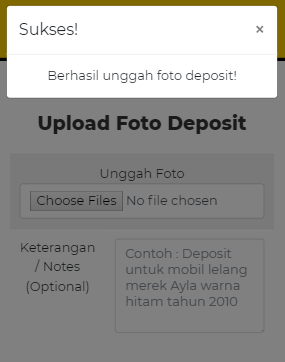 Sukses!
×
Berhasil unggah foto deposit!
Upload Foto Deposit
Unggah Foto
Choose Files No file chosen
Keterangan
/ Notes
(Optional)
Contoh : Deposit
untuk mobil lelang
merek Ayla warna
hitam tahun 2010